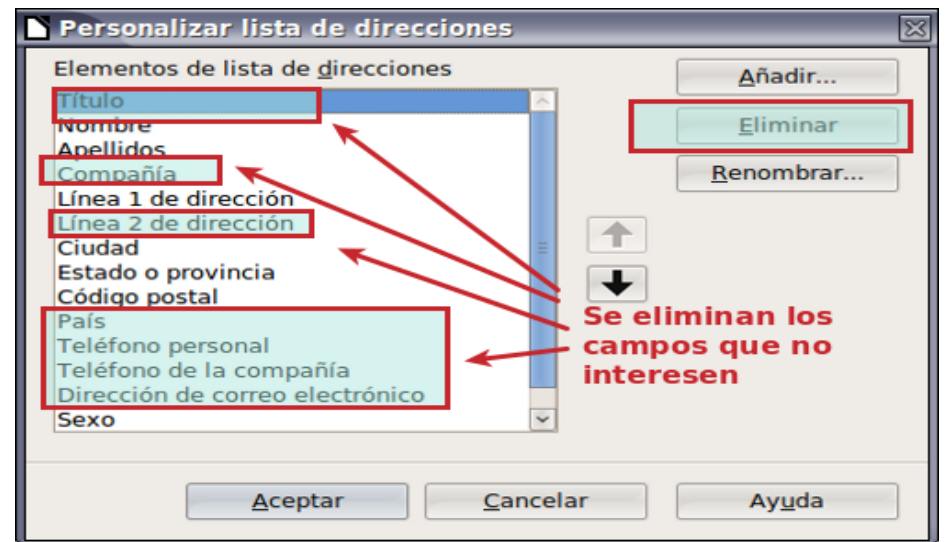 Personalizar lista de direcciones
Elementos de lista de direcciones
Título
Nombre
Apellidos
Compañía
Línea 1 de dirección
Línea 2 de dirección
Ciudad
Estado o provincia
Código postal
País
Teléfono personal
Teléfono de la compañía
Dirección de correo electrónico
Sexo
Añadir...
Eliminar
Renombrar...
Se eliminan los
campos que no
interesen
Aceptar
Cancelar
Ayuda